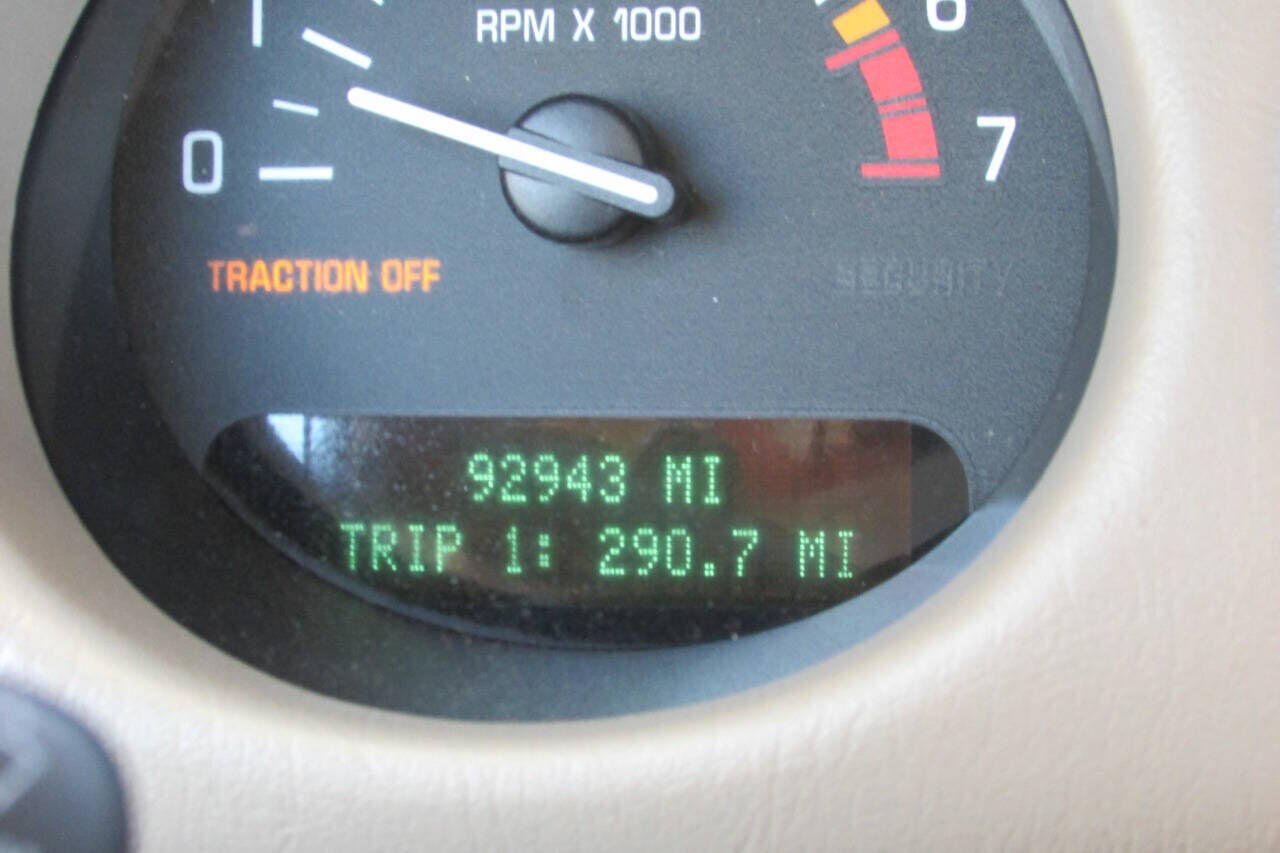 1
RPM X 1000
6
0
7
TRACTION OFF
SECURITY
92943 MI
TRIP 1: 290.7 MI